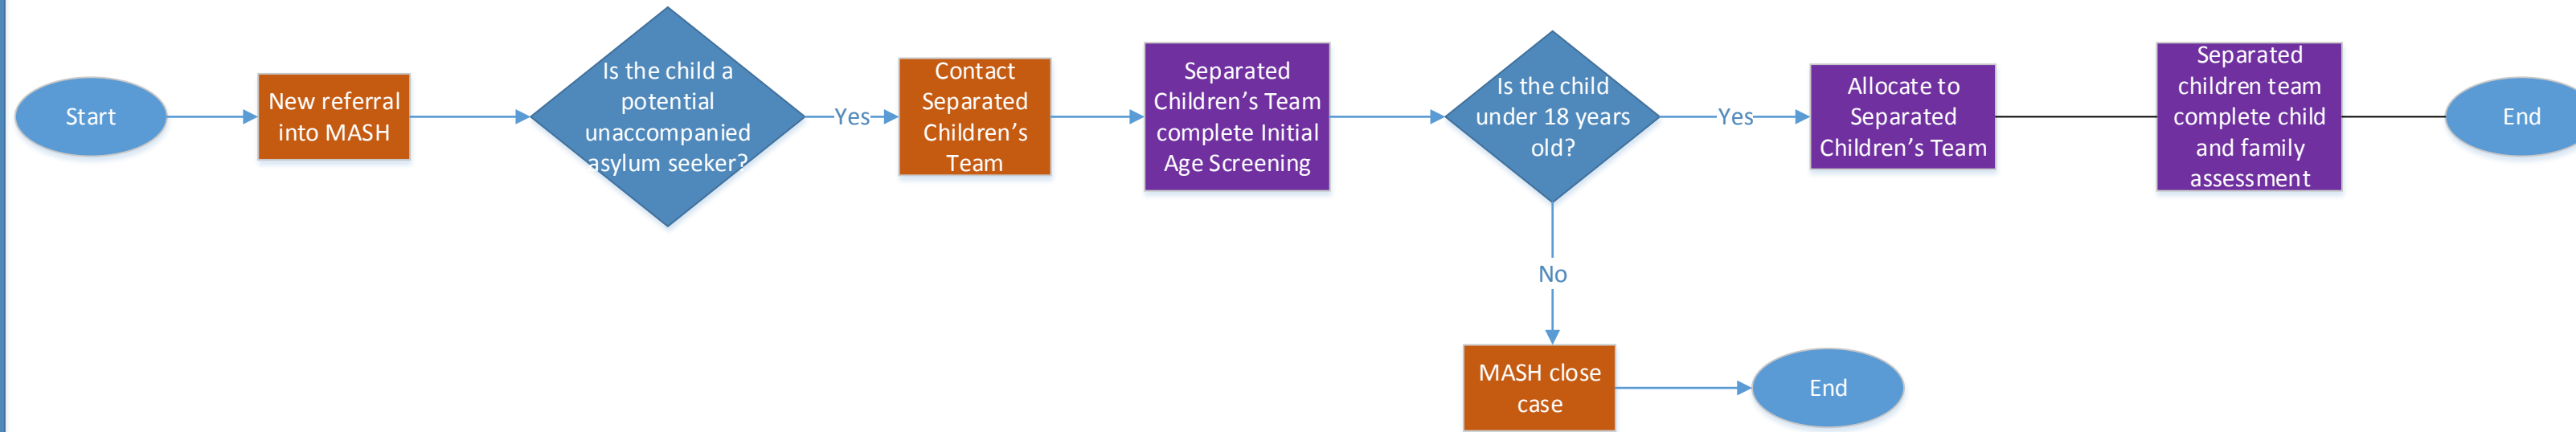 Start
New referral
into MASH
Is the child a
potential
unaccompanied
asylum seeker?
Yes
Contact
Separated
Children’s
Team
Separated
Children’s Team
complete Initial
Age Screening
Is the child
under 18 years
old?
Yes
Allocate to
Separated
Children’s Team
Separated
children team
complete child
and family
assessment
End
No
MASH close
case
End